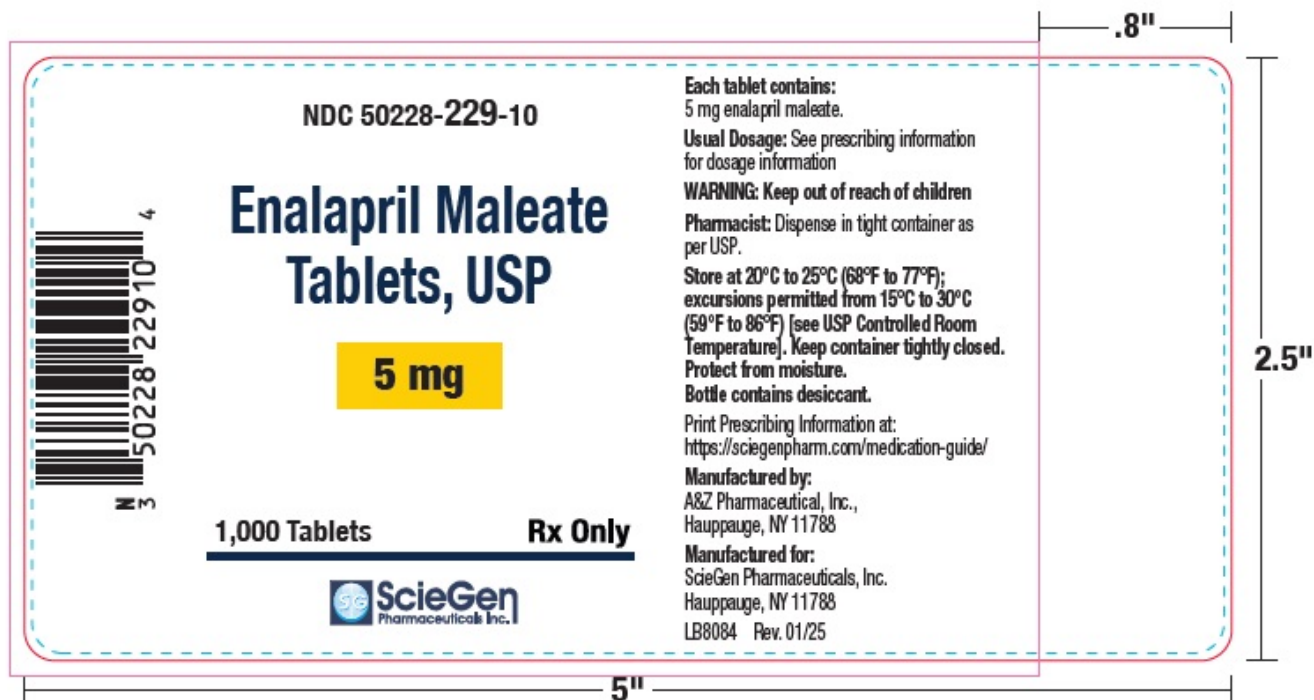 .8"
NDC 50228-229-10
Enalapril Maleate
Tablets, USP
5 mg
1,000 Tablets Rx Only
SG ScieGen
Pharmaceuticals Inc.
N
3 50228 22910 4
Each tablet contains:
5 mg enalapril maleate.
Usual Dosage: See prescribing information
for dosage information
WARNING: Keep out of reach of children
Pharmacist: Dispense in tight container as
per USP.
Store at 20°C to 25°C (68°F to 77°F);
excursions permitted from 15°C to 30°C
(59°F to 86°F) [see USP Controlled Room
Temperature]. Keep container tightly closed.
Protect from moisture.
Bottle contains desiccant.
Print Prescribing Information at:
https://sciegenpharm.com/medication-guide/
Manufactured by:
A&Z Pharmaceutical, Inc.,
Hauppauge, NY 11788
Manufactured for:
ScieGen Pharmaceuticals, Inc.
Hauppauge, NY 11788
LB8084 Rev. 01/25
2.5"
5"